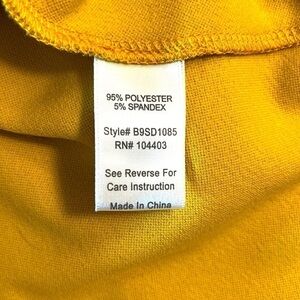 95% POLYESTER
5% SPANDEX
Style# B9SD1085
RN# 104403
See Reverse For
Care Instruction
Made In China